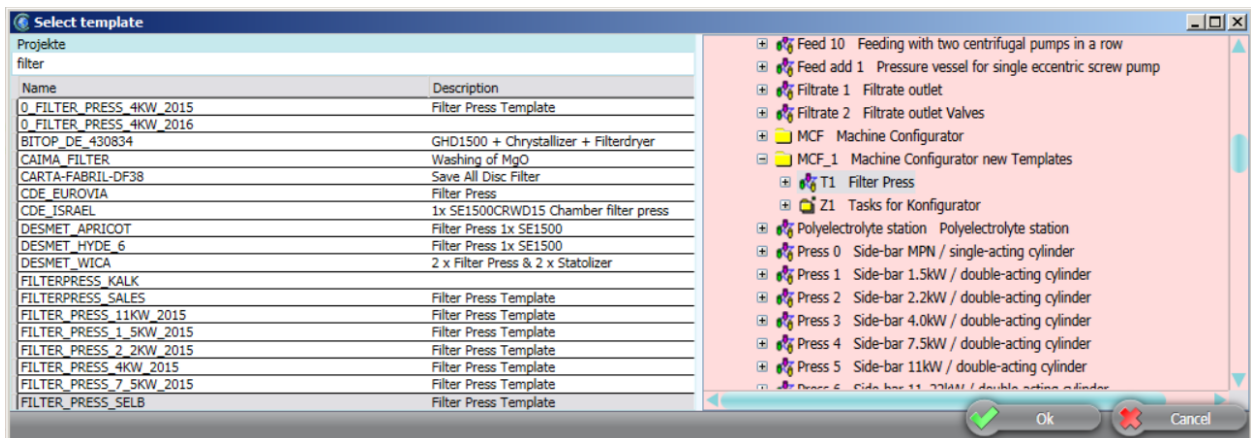 Select template
Projekte
filter
Name Description
0_FILTER_PRESS_4KW_2015 Filter Press Template
0_FILTER_PRESS_4KW_2016
BITOP_DE_430834 GHD1500 + Chrystallizer + Filterdryer
CAIMA_FILTER Washing of MgO
CARTA-FABRIL-DF38 Save All Disc Filter
CDE_EUROVIA Filter Press
CDE_ISRAEL 1x SE1500CRWD15 Chamber filter press
DESMET_APRICOT Filter Press 1x SE1500
DESMET_HYDE_6 Filter Press 1x SE1500
DESMET_WICA 2 x Filter Press & 2 x Statolizer
FILTERPRESS_KALK
FILTERPRESS_SALES Filter Press Template
FILTER_PRESS_11KW_2015 Filter Press Template
FILTER_PRESS_1_5KW_2015 Filter Press Template
FILTER_PRESS_2_2KW_2015 Filter Press Template
FILTER_PRESS_4KW_2015 Filter Press Template
FILTER_PRESS_7_5KW_2015 Filter Press Template
FILTER_PRESS_SELB Filter Press Template
Feed 10 Feeding with two centrifugal pumps in a row
Feed add 1 Pressure vessel for single eccentric screw pump
Filtrate 1 Filtrate outlet
Filtrate 2 Filtrate outlet Valves
MCF Machine Configurator
MCF_1 Machine Configurator new Templates
T1 Filter Press
Z1 Tasks for Konfigurator
Polyelectrolyte station Polyelectrolyte station
Press 0 Side-bar MPN / single-acting cylinder
Press 1 Side-bar 1.5kW / double-acting cylinder
Press 2 Side-bar 2.2kW / double-acting cylinder
Press 3 Side-bar 4.0kW / double-acting cylinder
Press 4 Side-bar 7.5kW / double-acting cylinder
Press 5 Side-bar 11kW / double-acting cylinder
Press 6 Side-bar 11-22kW / double-acting cylinder
Ok Cancel